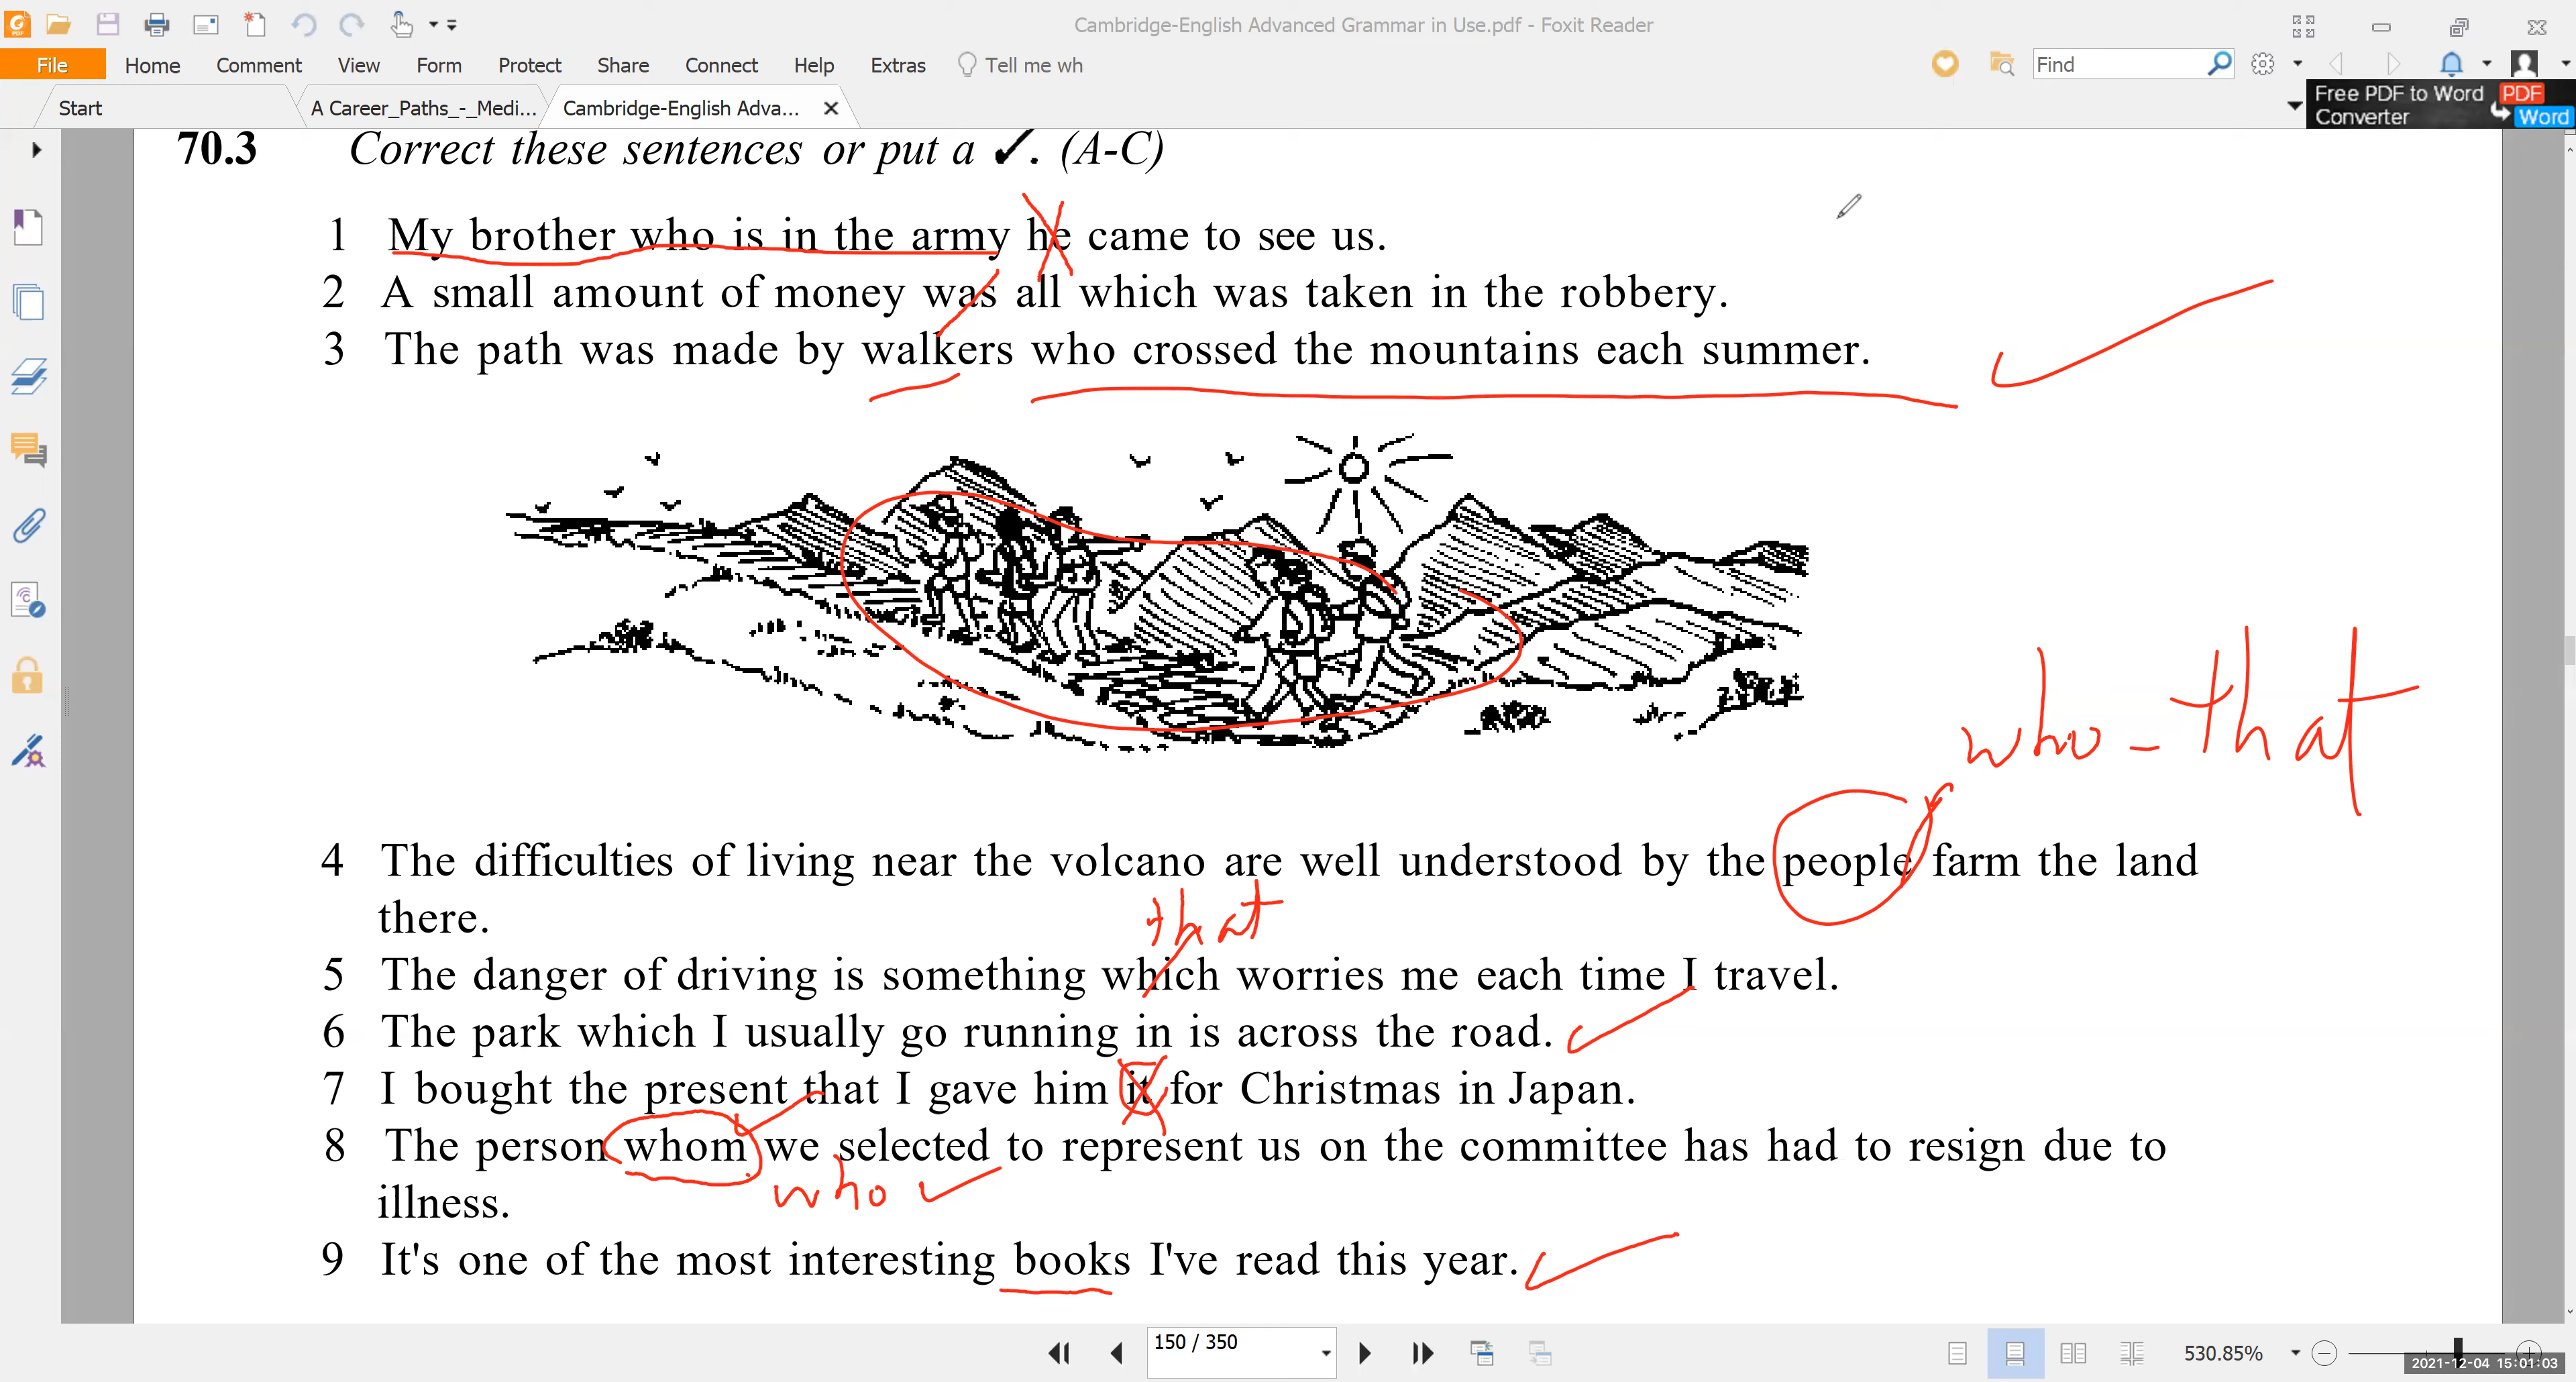 Cambridge-English Advanced Grammar in Use.pdf - Foxit Reader
File Home Comment View Form Protect Share Connect Help Extras Tell me wh Find
Start A Career_Paths_-_Medi... Cambridge-English Adva...
Free PDF to Word Converter PDF Word
70.3 Correct these sentences or put a ✓. (A-C)
1 My brother who is in the army he came to see us.
2 A small amount of money was all which was taken in the robbery.
3 The path was made by walkers who crossed the mountains each summer.
who - that
4 The difficulties of living near the volcano are well understood by the people farm the land
there.
that
5 The danger of driving is something which worries me each time I travel.
6 The park which I usually go running in is across the road.
7 I bought the present that I gave him it for Christmas in Japan.
8 The person whom we selected to represent us on the committee has had to resign due to
who
illness.
9 It's one of the most interesting books I've read this year.
150 / 350 530.85%
2021-12-04 15:01:03